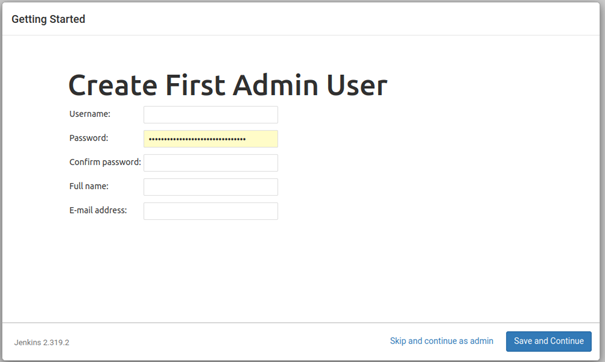 Getting Started
Create First Admin User
Username:
Password:
••••••••••••••••••••••••••••••••
Confirm password:
Full name:
E-mail address:
Jenkins 2.319.2
Skip and continue as admin
Save and Continue